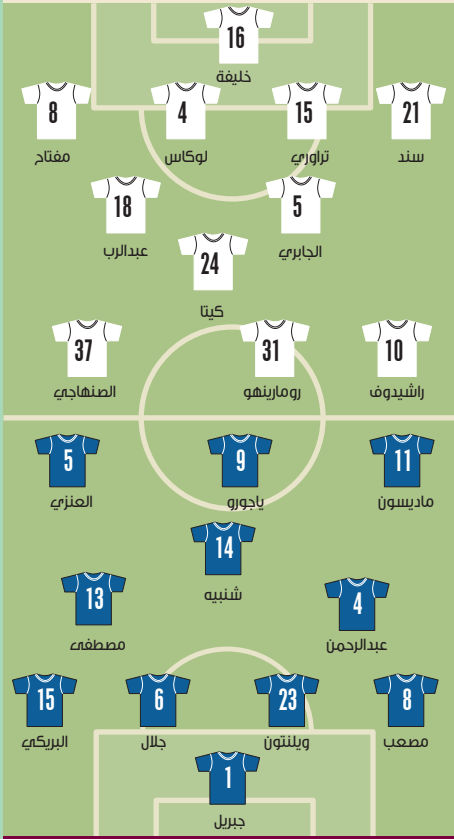 16
خليفة
21
15
4
8
سند
تراوري
لوكاس
مفتاح
5
18
الجابري
عبدالرب
24
كيتا
10
31
37
راشيدوف
رومارينهو
الصنهاجي
11
9
5
ماديسون
ياجورو
العنزي
14
شنبيه
4
13
عبدالرحمن
مصطفى
8
23
6
15
مصعب
ويلنتون
جلال
البريكي
1
جبريل